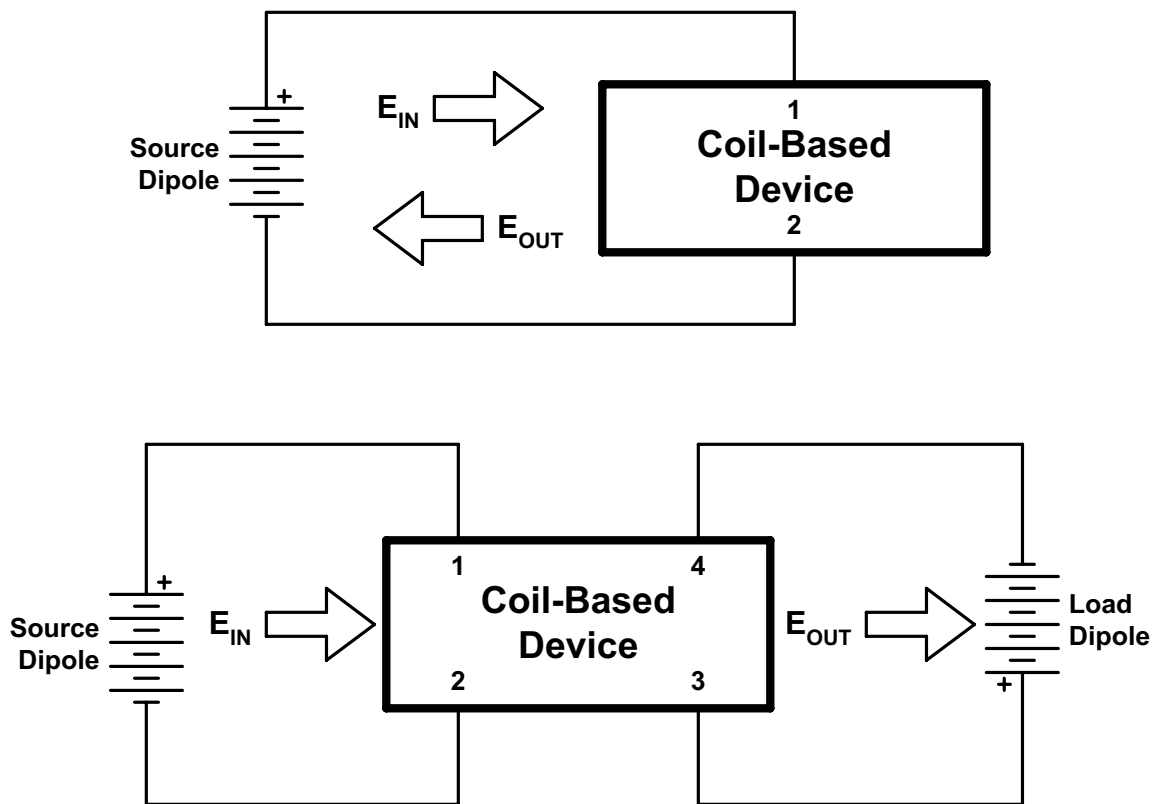 +
E_IN
1
Source
Dipole
Coil-Based
Device
2
E_OUT
+
Source
Dipole
E_IN
1
4
Coil-Based
Device
2
3
E_OUT
Load
Dipole
+